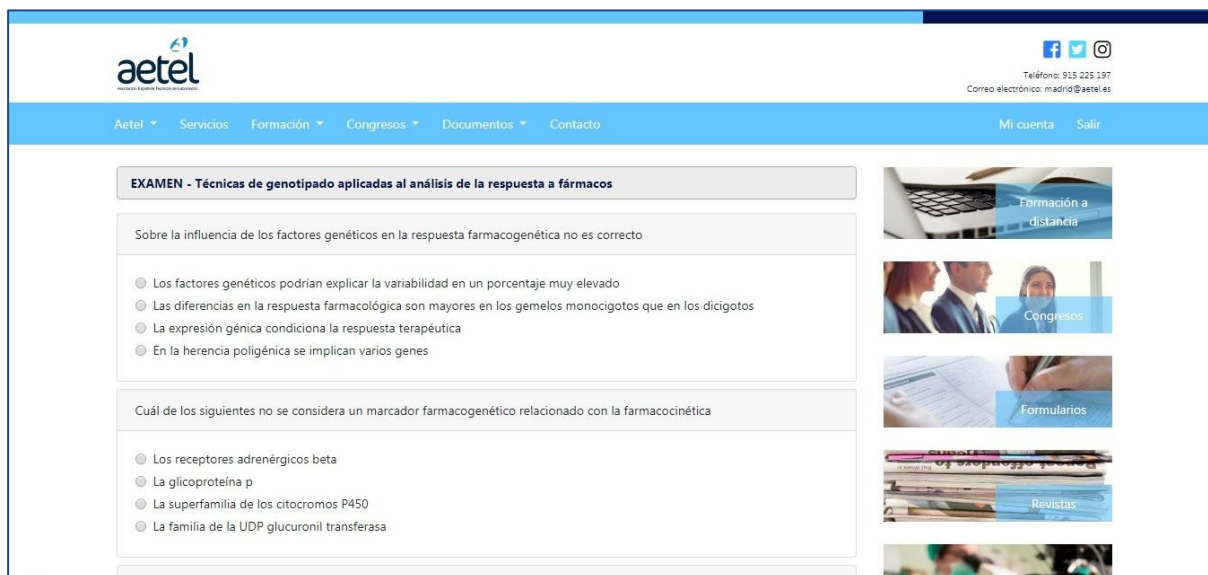 aetel
Asociación Española Técnicos de Laboratorio
Teléfono: 915 225 197
Correo electrónico: madrid@aetel.es
Aetel Servicios Formación Congresos Documentos Contacto Mi cuenta Salir
EXAMEN - Técnicas de genotipado aplicadas al análisis de la respuesta a fármacos
Sobre la influencia de los factores genéticos en la respuesta farmacogenética no es correcto
Los factores genéticos podrían explicar la variabilidad en un porcentaje muy elevado
Las diferencias en la respuesta farmacológica son mayores en los gemelos monocigotos que en los dicigotos
La expresión génica condiciona la respuesta terapéutica
En la herencia poligénica se implican varios genes
Cuál de los siguientes no se considera un marcador farmacogenético relacionado con la farmacocinética
Los receptores adrenérgicos beta
La glicoproteína p
La superfamilia de los citocromos P450
La familia de la UDP glucuronil transferasa
Formación a
distancia
Congresos
Formularios
Revistas